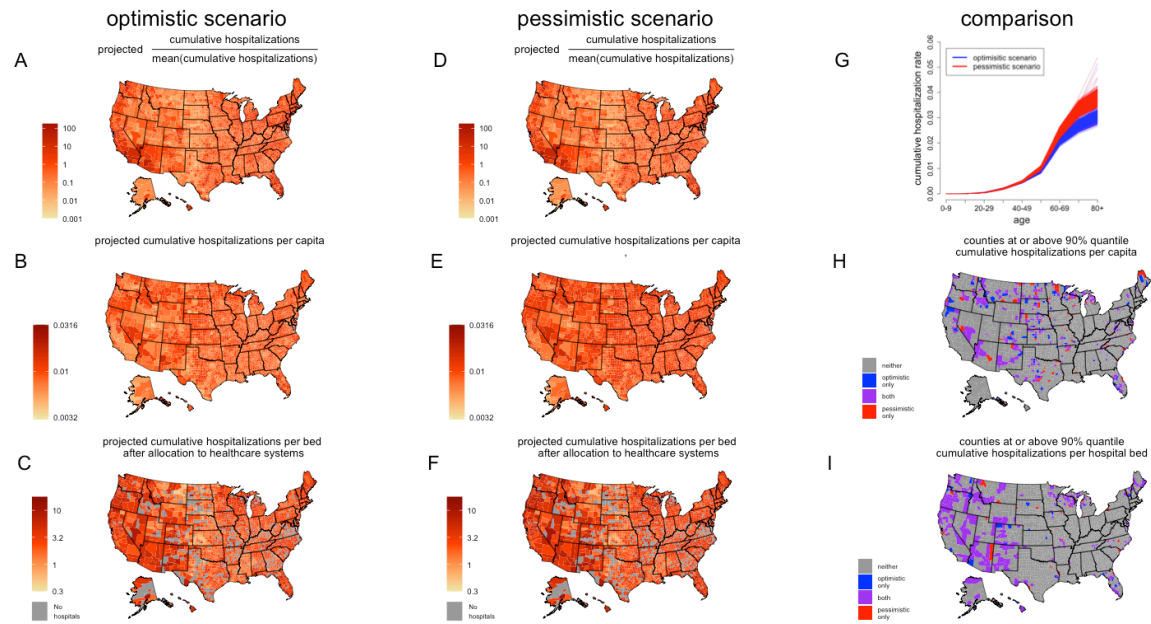 optimistic scenario
pessimistic scenario
comparison
A
projected
cumulative hospitalizations
mean(cumulative hospitalizations)
100
10
1
0.1
0.01
0.001
D
projected
cumulative hospitalizations
mean(cumulative hospitalizations)
100
10
1
0.1
0.01
0.001
G
cumulative hospitalization rate
0.06
0.05
0.04
0.03
0.02
0.01
0.00
optimisitic scenario
pessimistic scenario
0-9
20-29
40-49
60-69
80+
age
B
projected cumulative hospitalizations per capita
0.0316
0.01
0.0032
E
projected cumulative hospitalizations per capita
0.0316
0.01
0.0032
H
counties at or above 90% quantile
cumulative hospitalizations per capita
neither
optimistic
only
both
pessimistic
only
C
projected cumulative hospitalizations per bed
after allocation to healthcare systems
10
3.2
1
0.3
No
hospitals
F
projected cumulative hospitalizations per bed
after allocation to healthcare systems
10
3.2
1
0.3
No
hospitals
I
counties at or above 90% quantile
cumulative hospitalizations per hospital bed
neither
optimistic
only
both
pessimistic
only